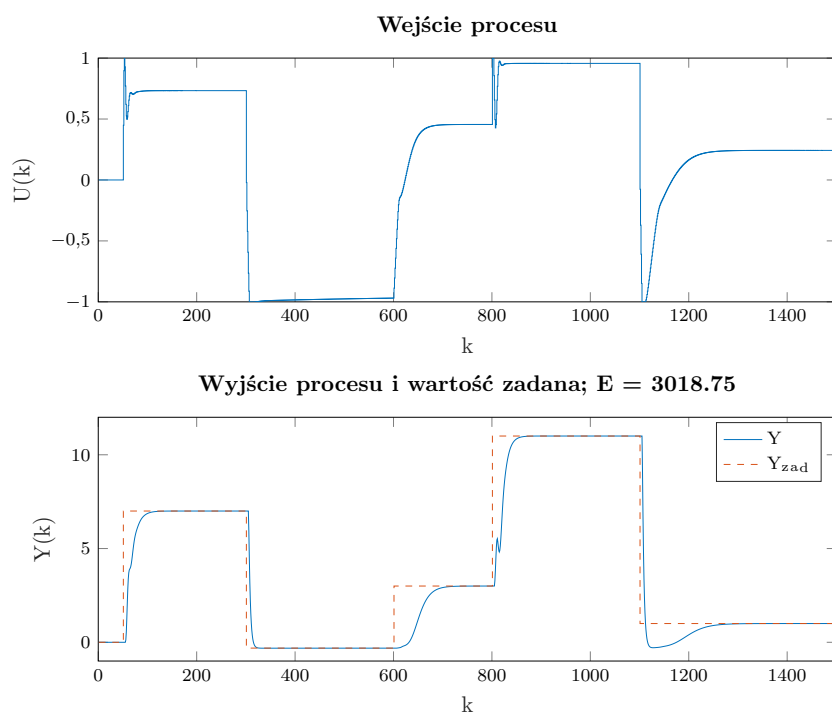 Wejście procesu
1
0,5
0
−0,5
−1
U(k)
0 200 400 600 800 1000 1200 1400
k
Wyjście procesu i wartość zadana; E = 3018.75
10
5
0
Y(k)
Y
Yzad
0 200 400 600 800 1000 1200 1400
k